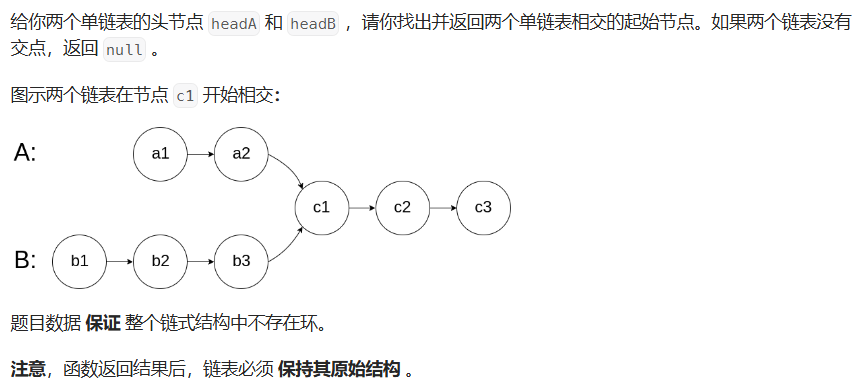 给你两个单链表的头节点 headA 和 headB ，请你找出并返回两个单链表相交的起始节点。如果两个链表没有
交点，返回 null 。
图示两个链表在节点 c1 开始相交：
A: a1 a2
c1 c2 c3
B: b1 b2 b3
题目数据 保证 整个链式结构中不存在环。
注意，函数返回结果后，链表必须 保持其原始结构 。